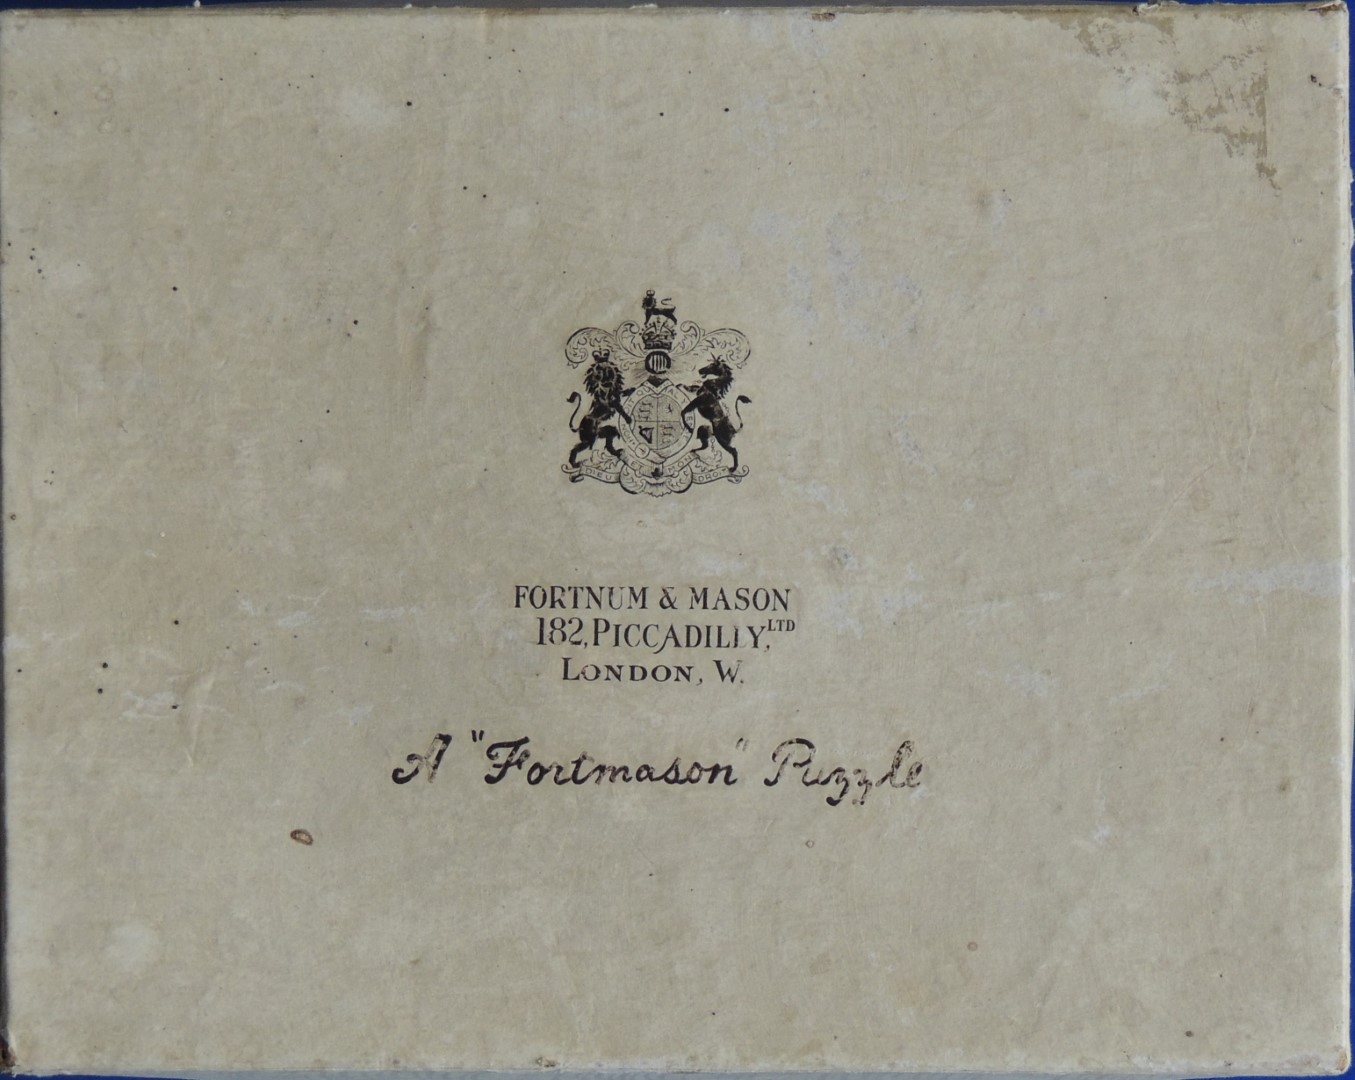 FORTNUM & MASON
182, PICCADILLY, LTD
LONDON, W.
A "Fortmason" Puzzle